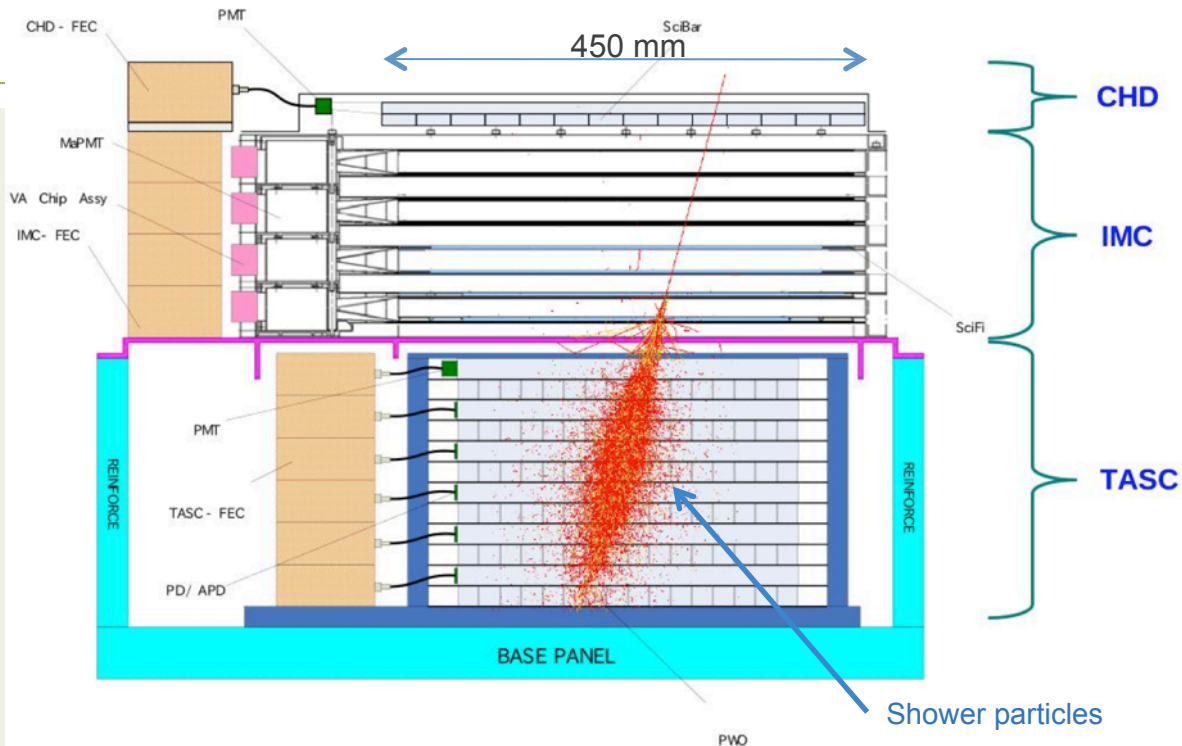 PMT
CHD - FEC
SciBar
450 mm
CHD
MaPMT
VA Chip Assy
IMC- FEC
IMC
SciFi
PMT
REINFORCE
REINFORCE
TASC
TASC - FEC
PD/ APD
BASE PANEL
Shower particles
PWO